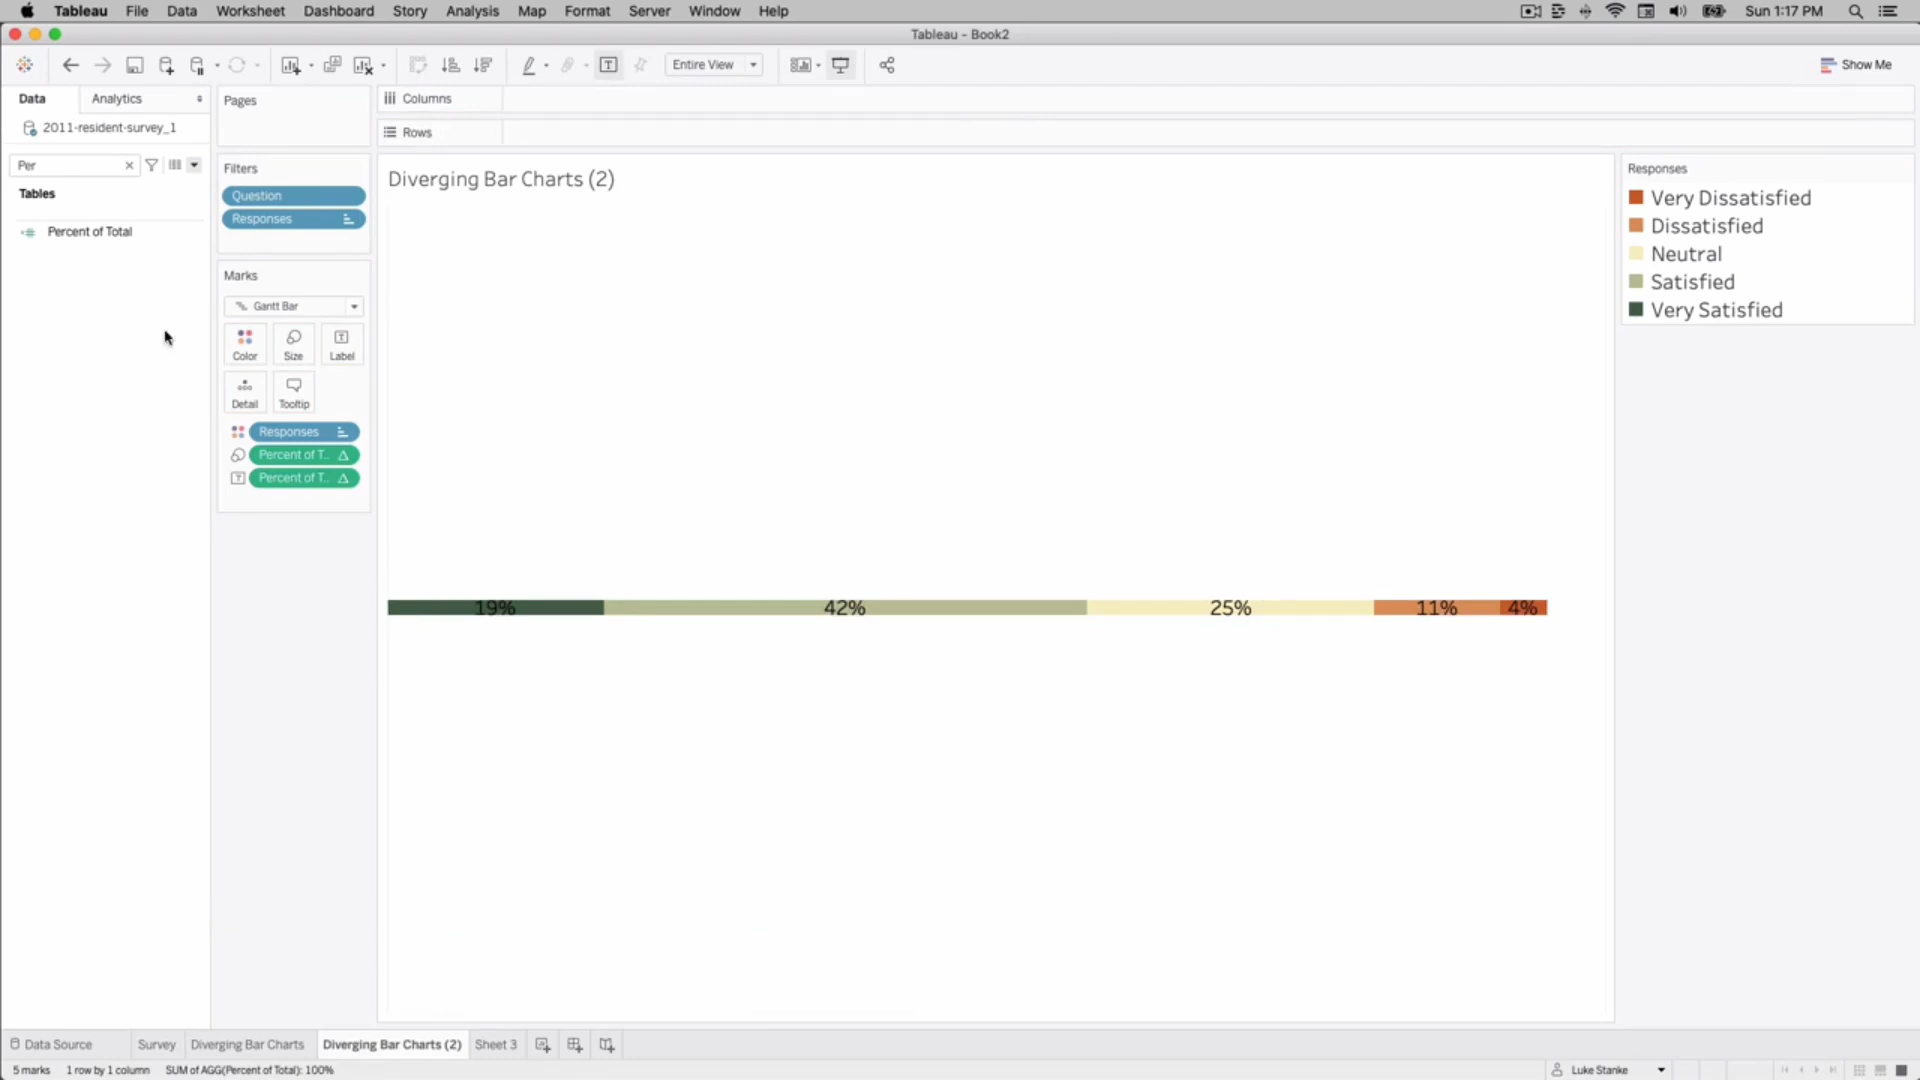 Tableau File Data Worksheet Dashboard Story Analysis Map Format Server Window Help Sun 1:17 PM
Tableau - Book2
Entire View Show Me
Data Analytics
2011-resident-survey_1
Per
Tables
Percent of Total
Pages
Filters
Question
Responses
Marks
Gantt Bar
Color Size Label
Detail Tooltip
Responses
Percent of T..
Percent of T..
Columns
Rows
Diverging Bar Charts (2)
19% 42% 25% 11% 4%
Responses
Very Dissatisfied
Dissatisfied
Neutral
Satisfied
Very Satisfied
Data Source Survey Diverging Bar Charts Diverging Bar Charts (2) Sheet 3
5 marks 1 row by 1 column SUM of AGG(Percent of Total): 100% Luke Stanke